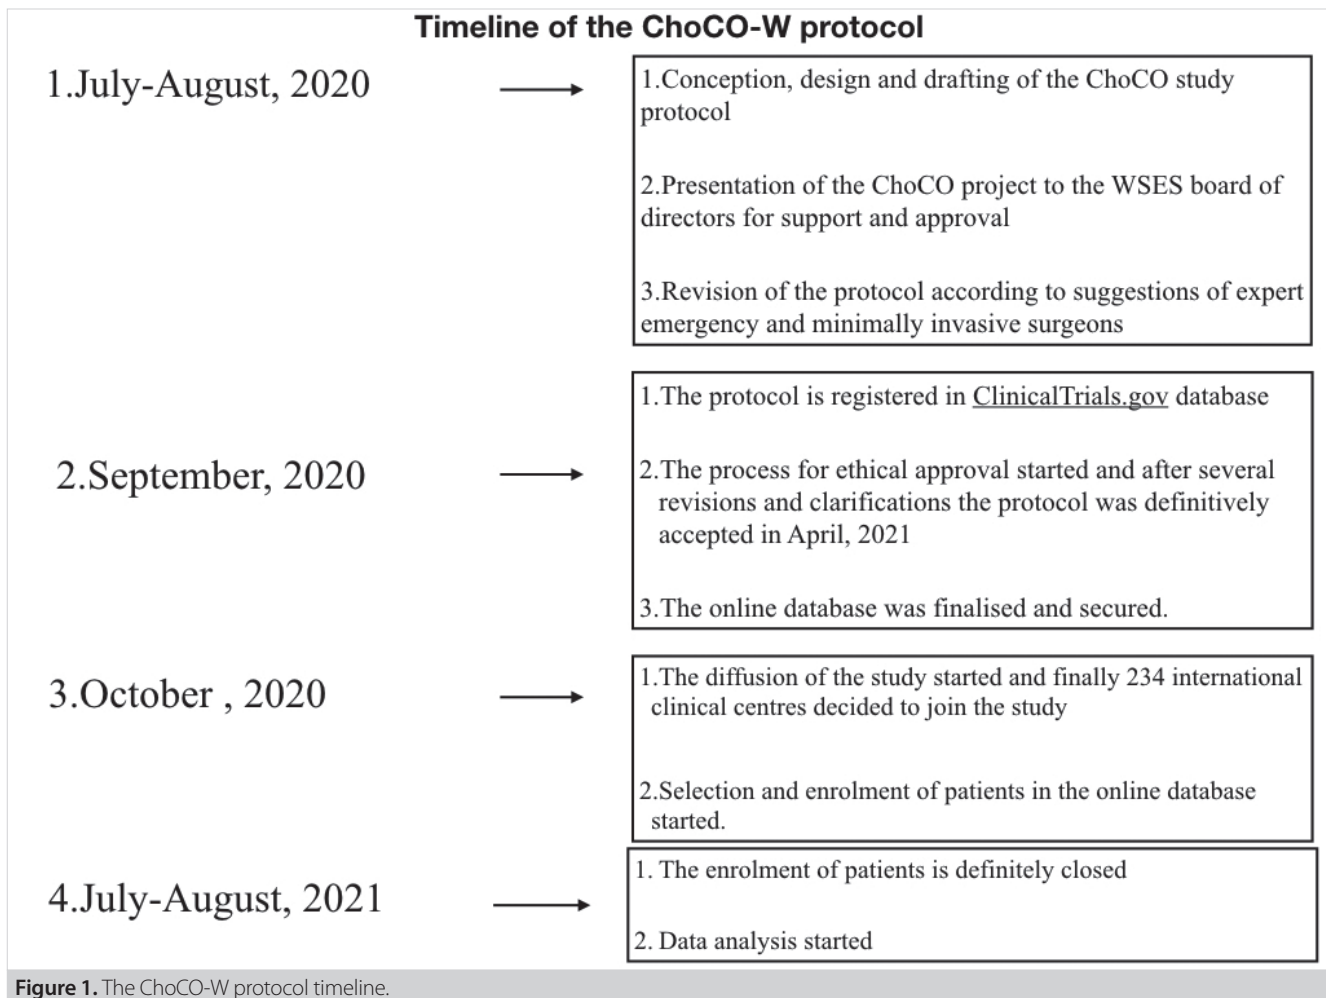 Timeline of the ChoCO-W protocol
1.July-August, 2020
1.Conception, design and drafting of the ChoCO study
protocol
2.Presentation of the ChoCO project to the WSES board of
directors for support and approval
3.Revision of the protocol according to suggestions of expert
emergency and minimally invasive surgeons
2.September, 2020
1.The protocol is registered in ClinicalTrials.gov database
2.The process for ethical approval started and after several
revisions and clarifications the protocol was definitively
accepted in April, 2021
3.The online database was finalised and secured.
3.October , 2020
1.The diffusion of the study started and finally 234 international
clinical centres decided to join the study
2.Selection and enrolment of patients in the online database
started.
4.July-August, 2021
1. The enrolment of patients is definitely closed
2. Data analysis started
Figure 1. The ChoCO-W protocol timeline.